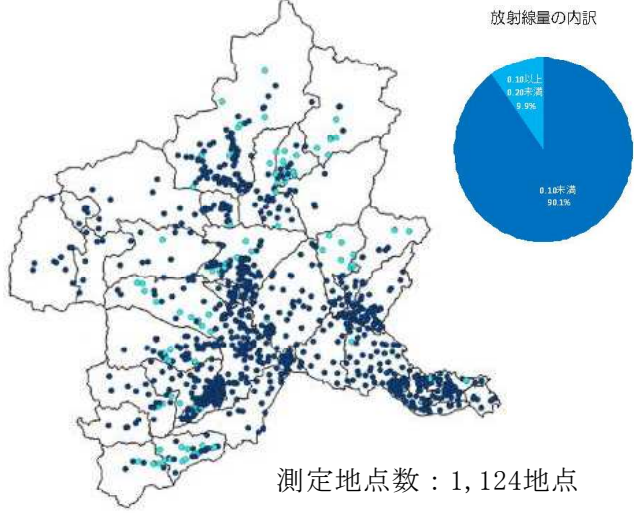 放射線量の内訳
0.10以上
0.20未満
9.9%
0.10未満
90.1%
測定地点数：1,124地点